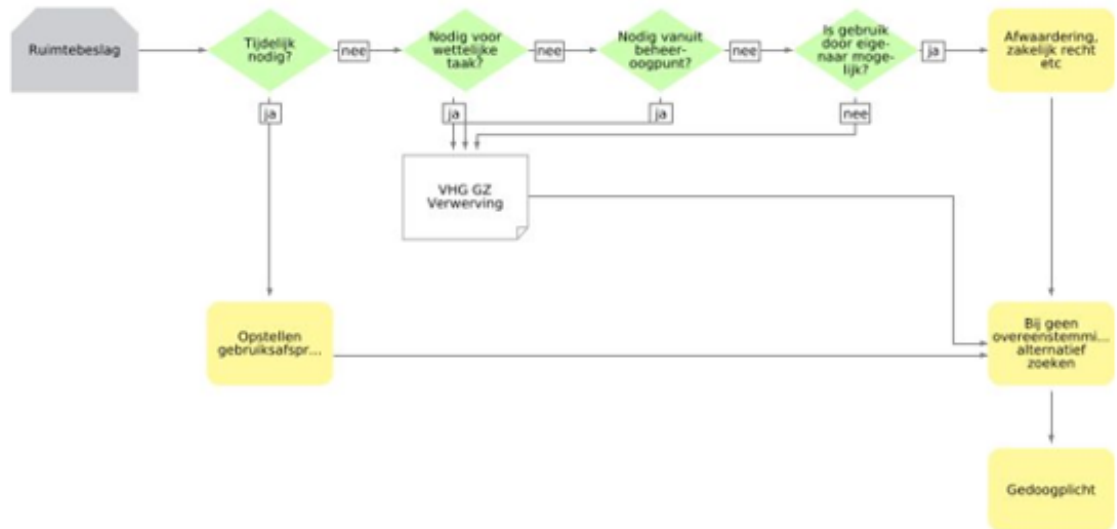 Ruimtebeslag
Tijdelijk
nodig?
nee
Nodig voor
wettelijke
taak?
nee
Nodig vanuit
beheer-
oogpunt?
nee
Is gebruik
door eige-
naar moge-
lijk?
ja
Afwaardering,
zakelijk recht
etc
ja
ja
ja
nee
VHG GZ
Verwerving
Opstellen
gebruiksafspr...
Bij geen
overeenstemmi...
alternatief
zoeken
Gedoogplicht